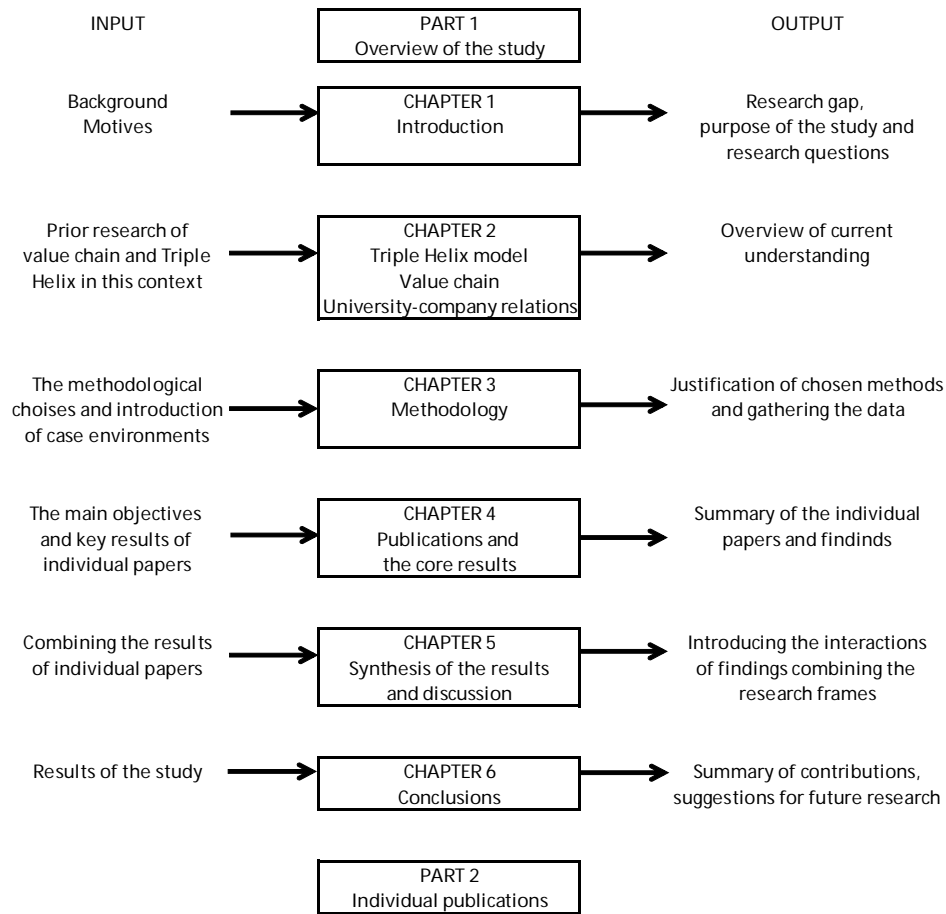 INPUT
PART 1
Overview of the study
OUTPUT
Background
Motives
CHAPTER 1
Introduction
Research gap,
purpose of the study and
research questions
Prior research of
value chain and Triple
Helix in this context
CHAPTER 2
Triple Helix model
Value chain
University-company relations
Overview of current
understanding
The methodological
choises and introduction
of case environments
CHAPTER 3
Methodology
Justification of chosen methods
and gathering the data
The main objectives
and key results of
individual papers
CHAPTER 4
Publications and
the core results
Summary of the individual
papers and findinds
Combining the results
of individual papers
CHAPTER 5
Synthesis of the results
and discussion
Introducing the interactions
of findings combining the
research frames
Results of the study
CHAPTER 6
Conclusions
Summary of contributions,
suggestions for future research
PART 2
Individual publications